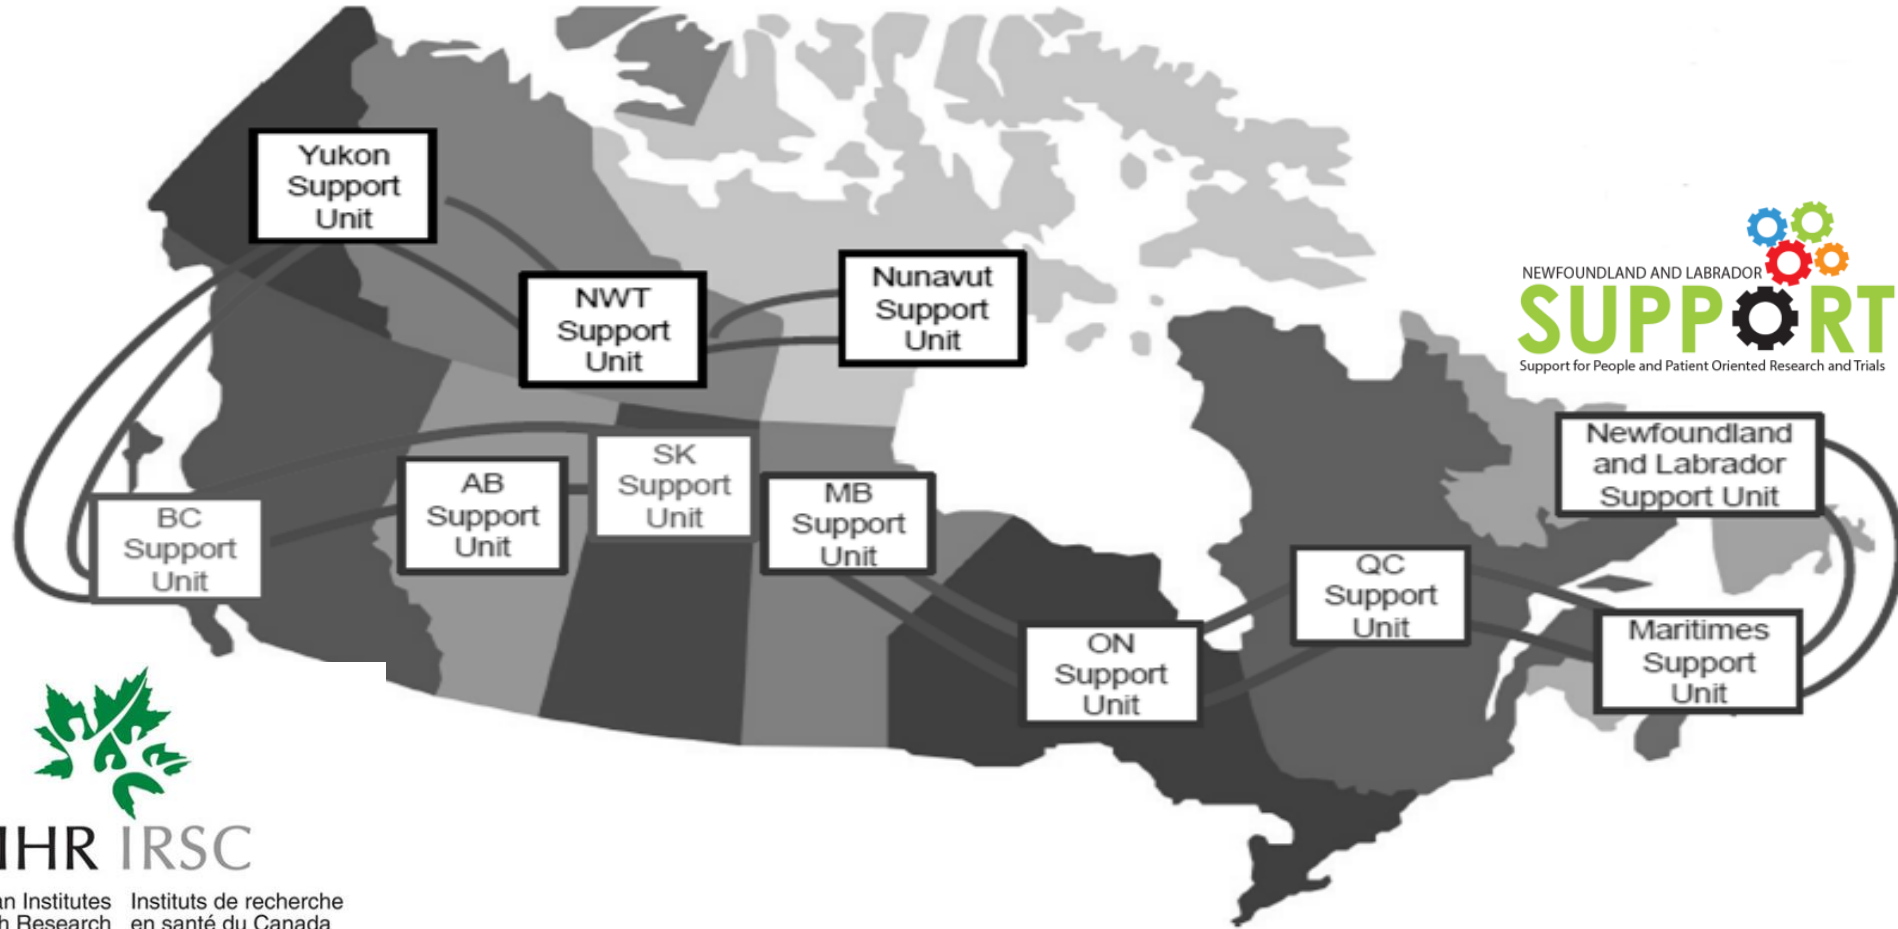 Yukon
Support
Unit
NWT
Support
Unit
Nunavut
Support
Unit
NEWFOUNDLAND AND LABRADOR
SUPPORT
Support for People and Patient Oriented Research and Trials
Newfoundland
and Labrador
Support Unit
SK
Support
Unit
AB
Support
Unit
MB
Support
Unit
BC
Support
Unit
QC
Support
Unit
ON
Support
Unit
Maritimes
Support
Unit
IHR IRSC
an Institutes Instituts de recherche
h Research en santé du Canada